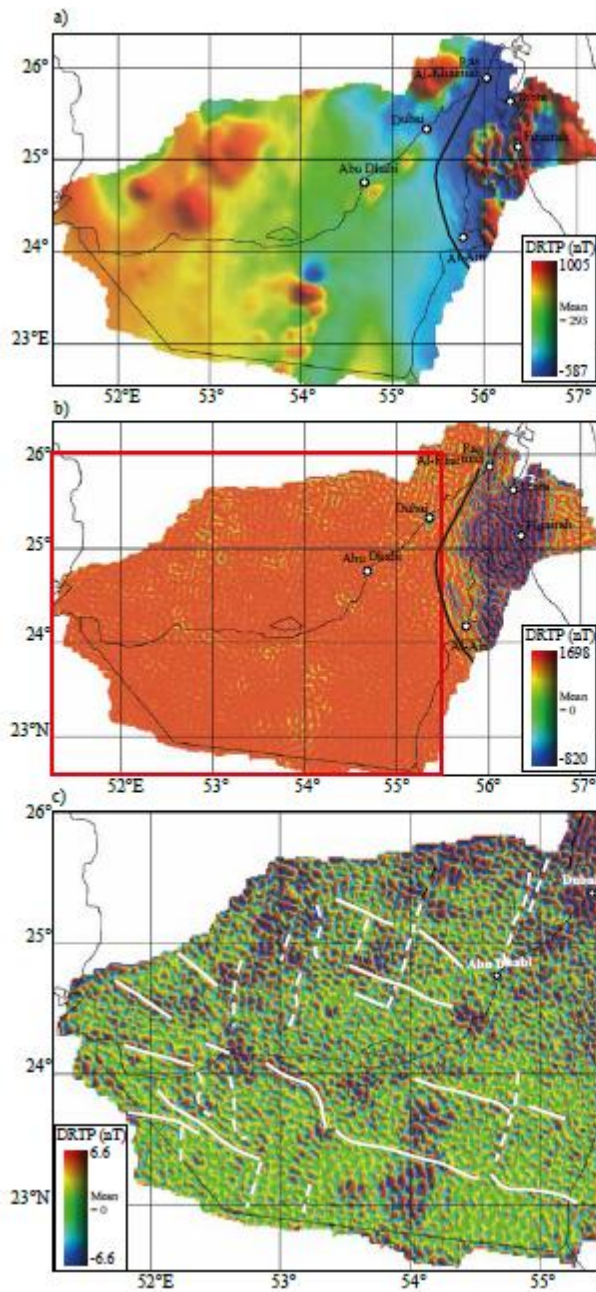 a)
26°
Ras
Al-Khaimah
Dubai
Fujairah
25°
Abu Dhabi
24°
Al-Ain
DRTP (nT)
1005
Mean
= 293
-587
23°E
52°E 53° 54° 55° 56° 57°
b)
26°
Ras
Dubai
Fujairah
25°
Abu Dhabi
24°
Al-Ain
DRTP (nT)
1698
Mean
= 0
-820
23°N
52°E 53° 54° 55° 56° 57°
c)
26°
Dubai
25°
Abu Dhabi
24°
DRTP (nT)
6.6
Mean
= 0
-6.6
23°N
52°E 53° 54° 55°